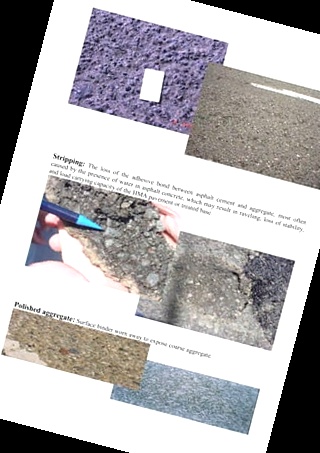 Stripping: The loss of the adhesive bond between asphalt cement and aggregate, most often
caused by the presence of water in asphalt concrete, which may result in raveling, loss of stability,
and load carrying capacity of the HMA pavement or treated base.
Polished aggregate: Surface binder worn away to expose coarse aggregate.